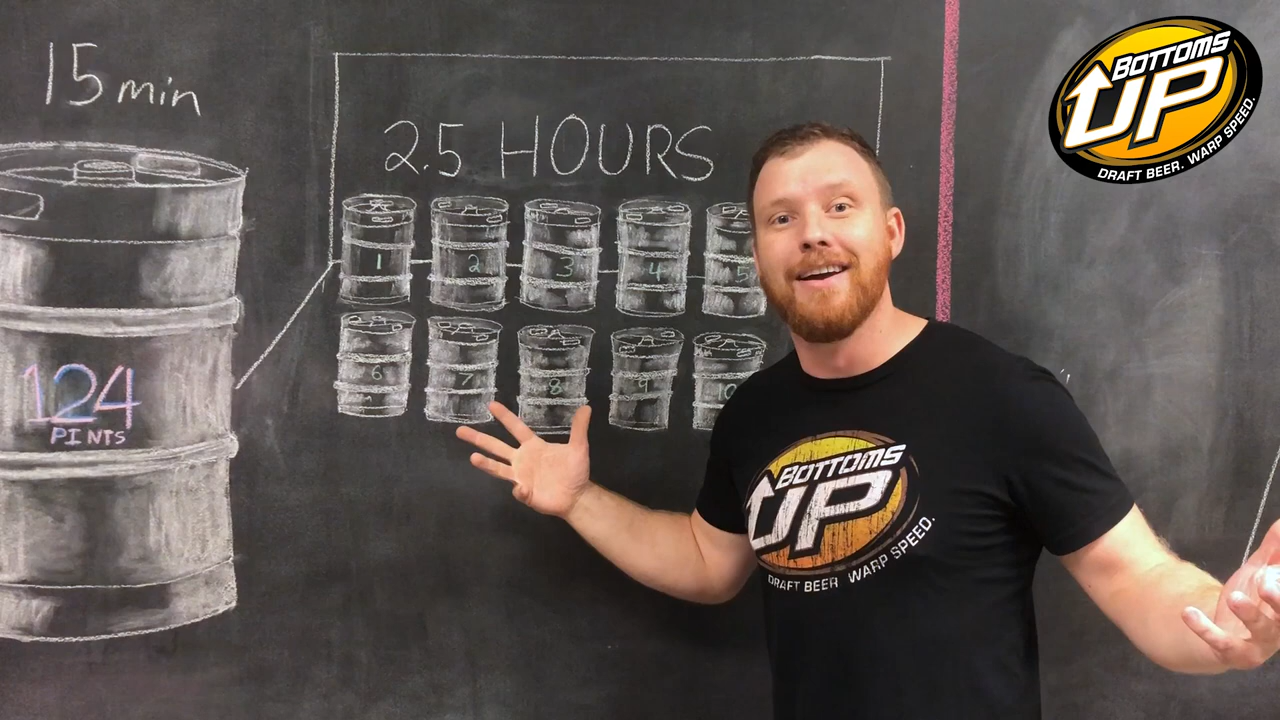 15 min
2.5 HOURS
1 2 3 4 5
6 7 8 9 10
124
PINTS
BOTTOMS
UP
DRAFT BEER. WARP SPEED.
BOTTOMS
UP
DRAFT BEER WARP SPEED.